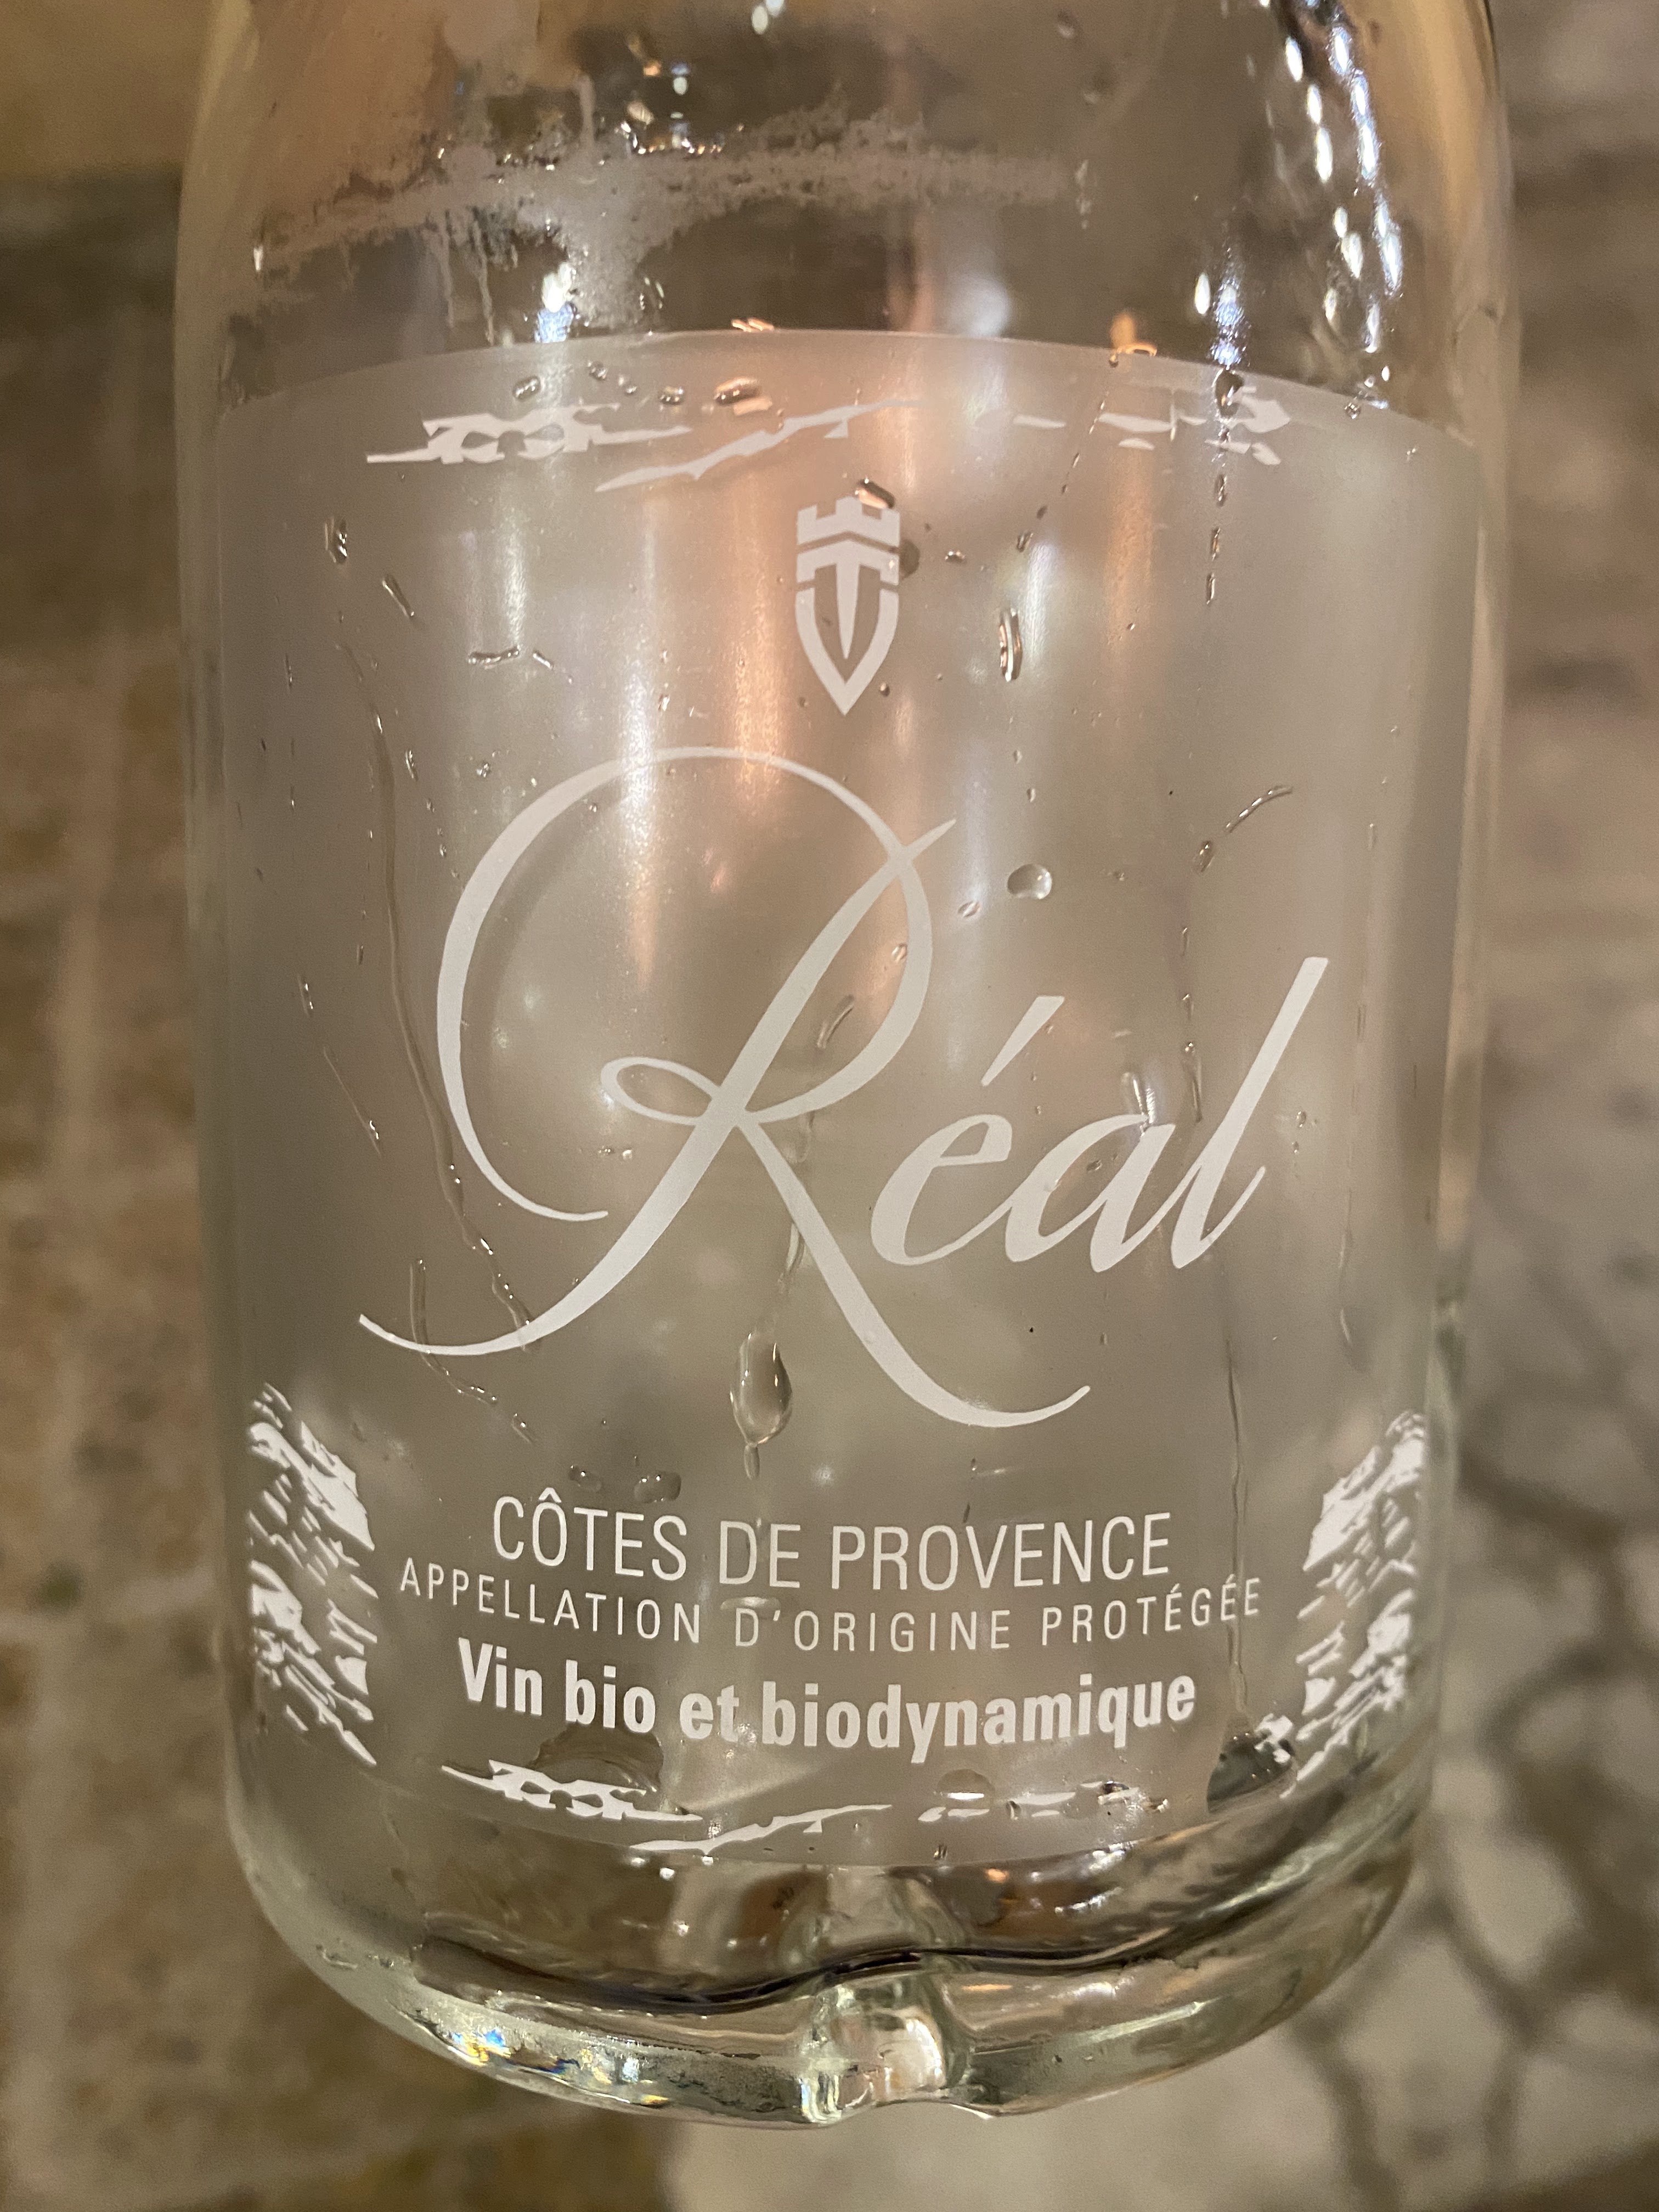 Réal
CÔTES DE PROVENCE
APPELLATION D'ORIGINE PROTÉGÉE
Vin bio et biodynamique